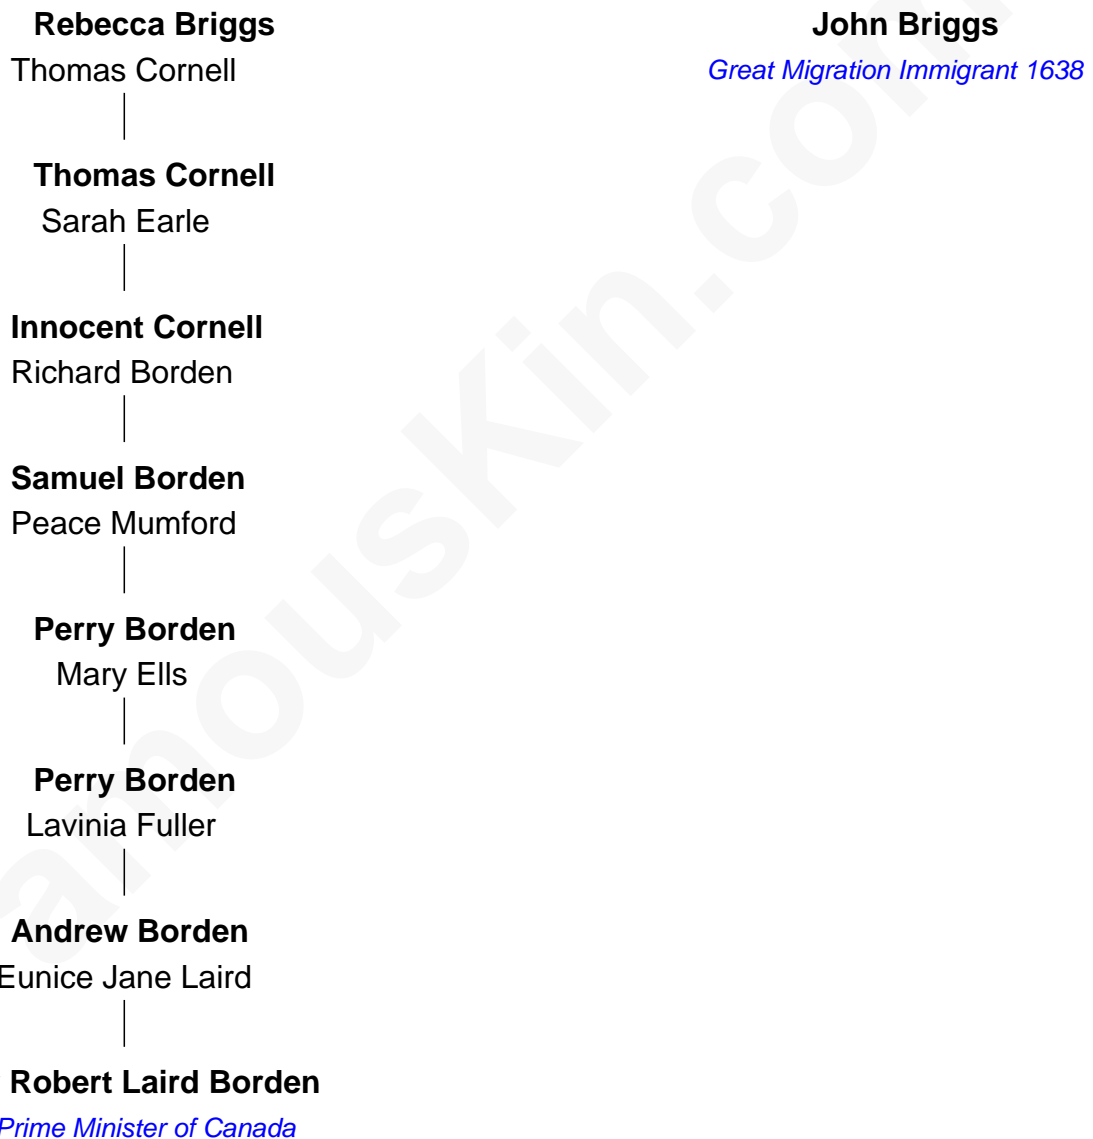 Rebecca Briggs
Thomas Cornell
John Briggs
Great Migration Immigrant 1638
Thomas Cornell
Sarah Earle
Innocent Cornell
Richard Borden
Samuel Borden
Peace Mumford
Perry Borden
Mary Ells
Perry Borden
Lavinia Fuller
Andrew Borden
Eunice Jane Laird
Robert Laird Borden
Prime Minister of Canada
amousKin.com